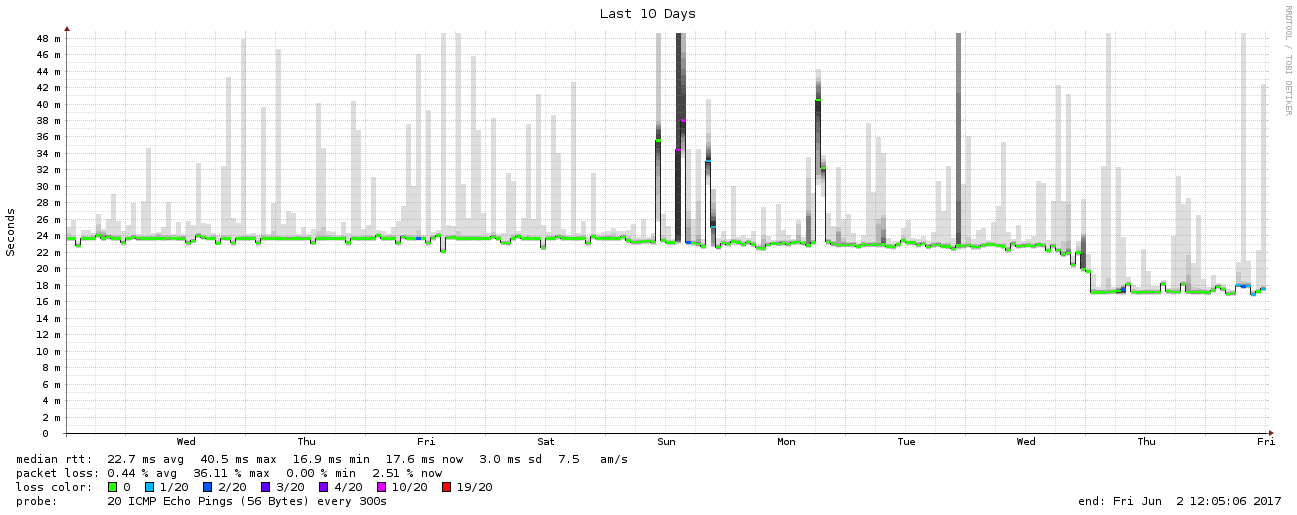 Last 10 Days
RRDTOOL / TOBI OETIKER
Seconds
48 m
46 m
44 m
42 m
40 m
38 m
36 m
34 m
32 m
30 m
28 m
26 m
24 m
22 m
20 m
18 m
16 m
14 m
12 m
10 m
8 m
6 m
4 m
2 m
0
Wed Thu Fri Sat Sun Mon Tue Wed Thu Fri
median rtt: 22.7 ms avg 40.5 ms max 16.9 ms min 17.6 ms now 3.0 ms sd 7.5 am/s
packet loss: 0.44 % avg 36.11 % max 0.00 % min 2.51 % now
loss color: 0 1/20 2/20 3/20 4/20 10/20 19/20
probe: 20 ICMP Echo Pings (56 Bytes) every 300s end: Fri Jun 2 12:05:06 2017